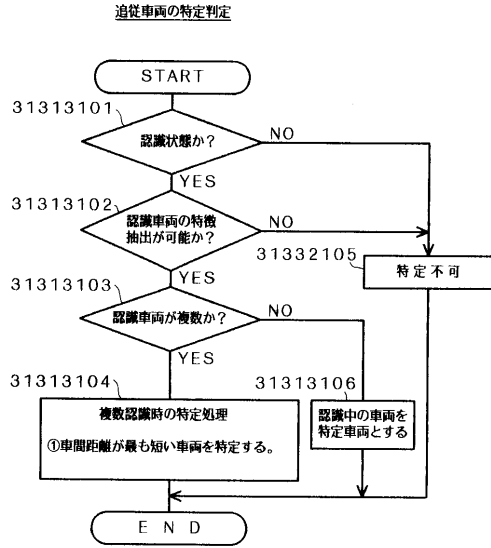 追従車両の特定判定
START
31313101
認識状態か？
NO
YES
31313102
認識車両の特徴
抽出が可能か？
NO
31332105
特定不可
YES
31313103
認識車両が複数か？
NO
YES
31313104
複数認識時の特定処理
①車間距離が最も短い車両を特定する。
31313106
認識中の車両を
特定車両とする
END